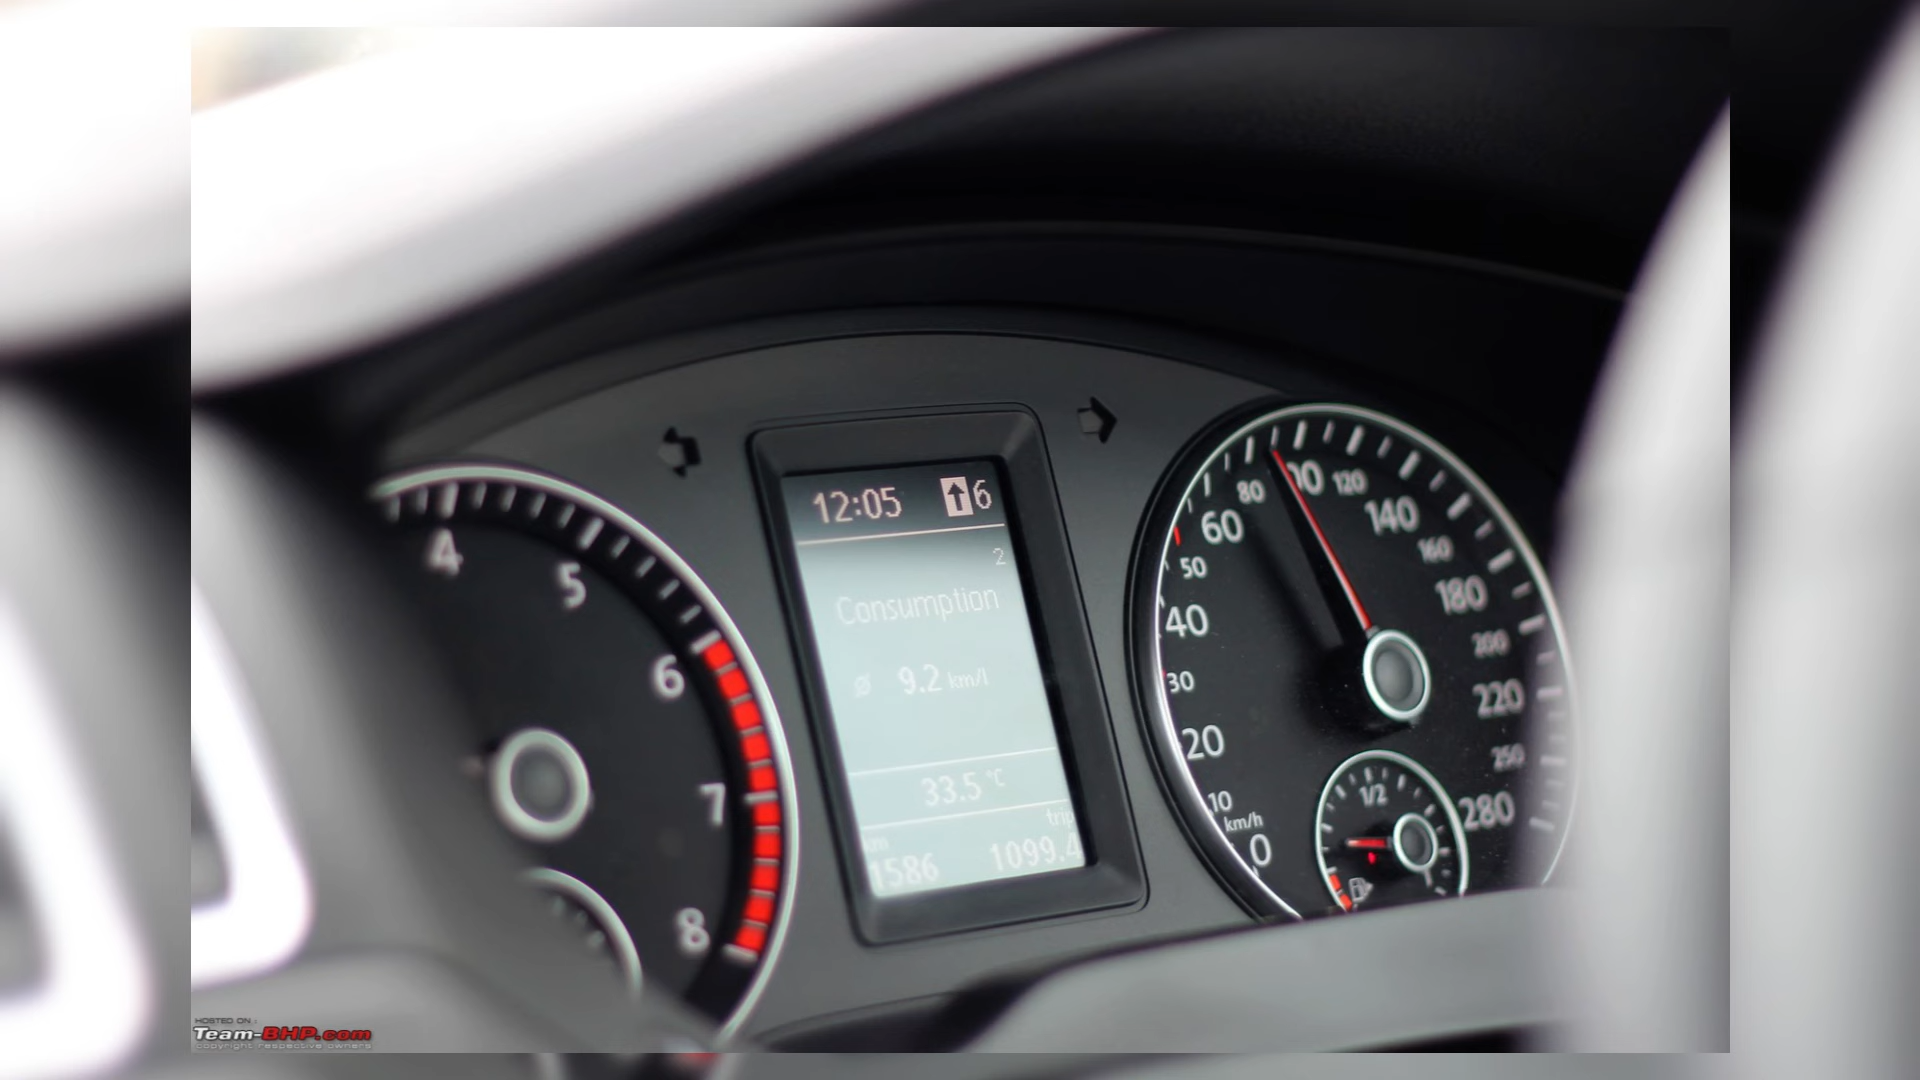 4
5
6
7
8
12:05 6
2
Consumption
9.2 km/l
33.5 °C
trip
km
1586 1099.4
0
km/h
10
20
30
40
50
60
80
120
140
160
180
200
220
250
280
1/2
HOSTED ON :
Team-BHP.com
copyright respective owners